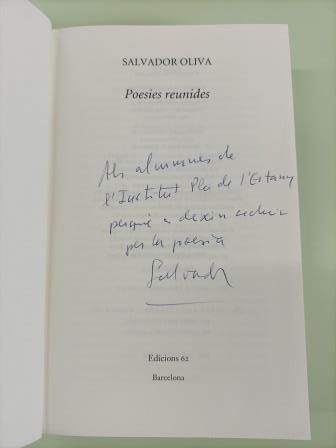 SALVADOR OLIVA
Poesies reunides
Als alumnes de
l'Institut Pla de l'Estany
perquè es deixin seduir
per la poesia
Salvador
Edicions 62
Barcelona